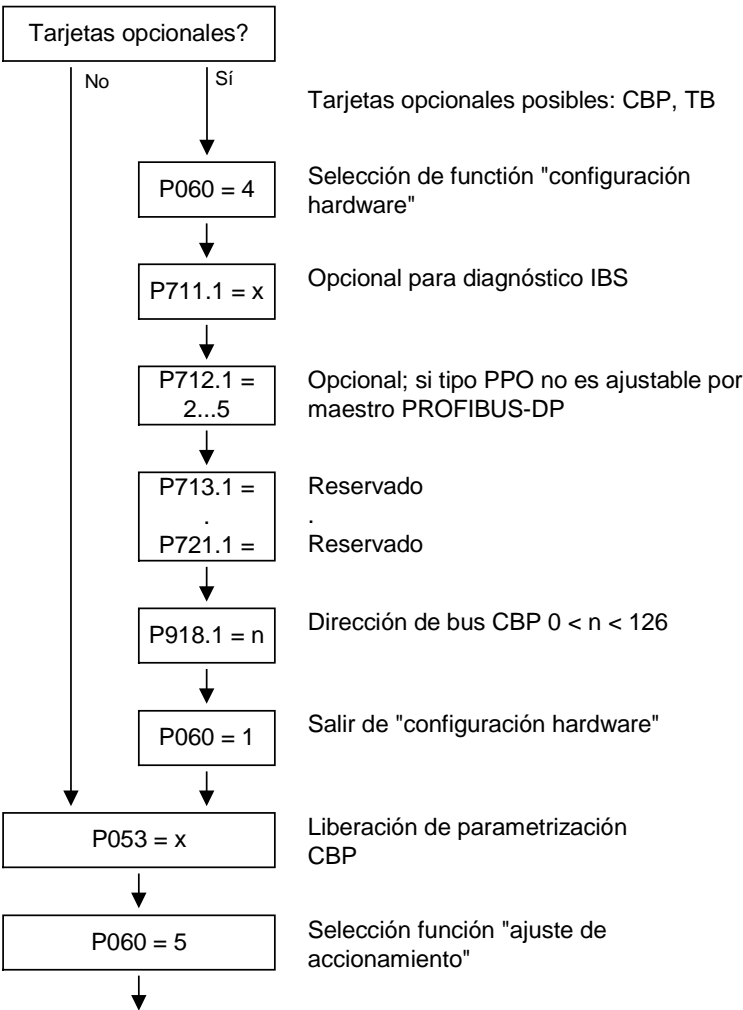 Tarjetas opcionales?
No
Sí
Tarjetas opcionales posibles: CBP, TB
P060 = 4
Selección de functión "configuración
hardware"
P711.1 = x
Opcional para diagnóstico IBS
P712.1 =
2...5
Opcional; si tipo PPO no es ajustable por
maestro PROFIBUS-DP
P713.1 =
.
P721.1 =
Reservado
.
Reservado
P918.1 = n
Dirección de bus CBP 0 < n < 126
P060 = 1
Salir de "configuración hardware"
P053 = x
Liberación de parametrización
CBP
P060 = 5
Selección función "ajuste de
accionamiento"